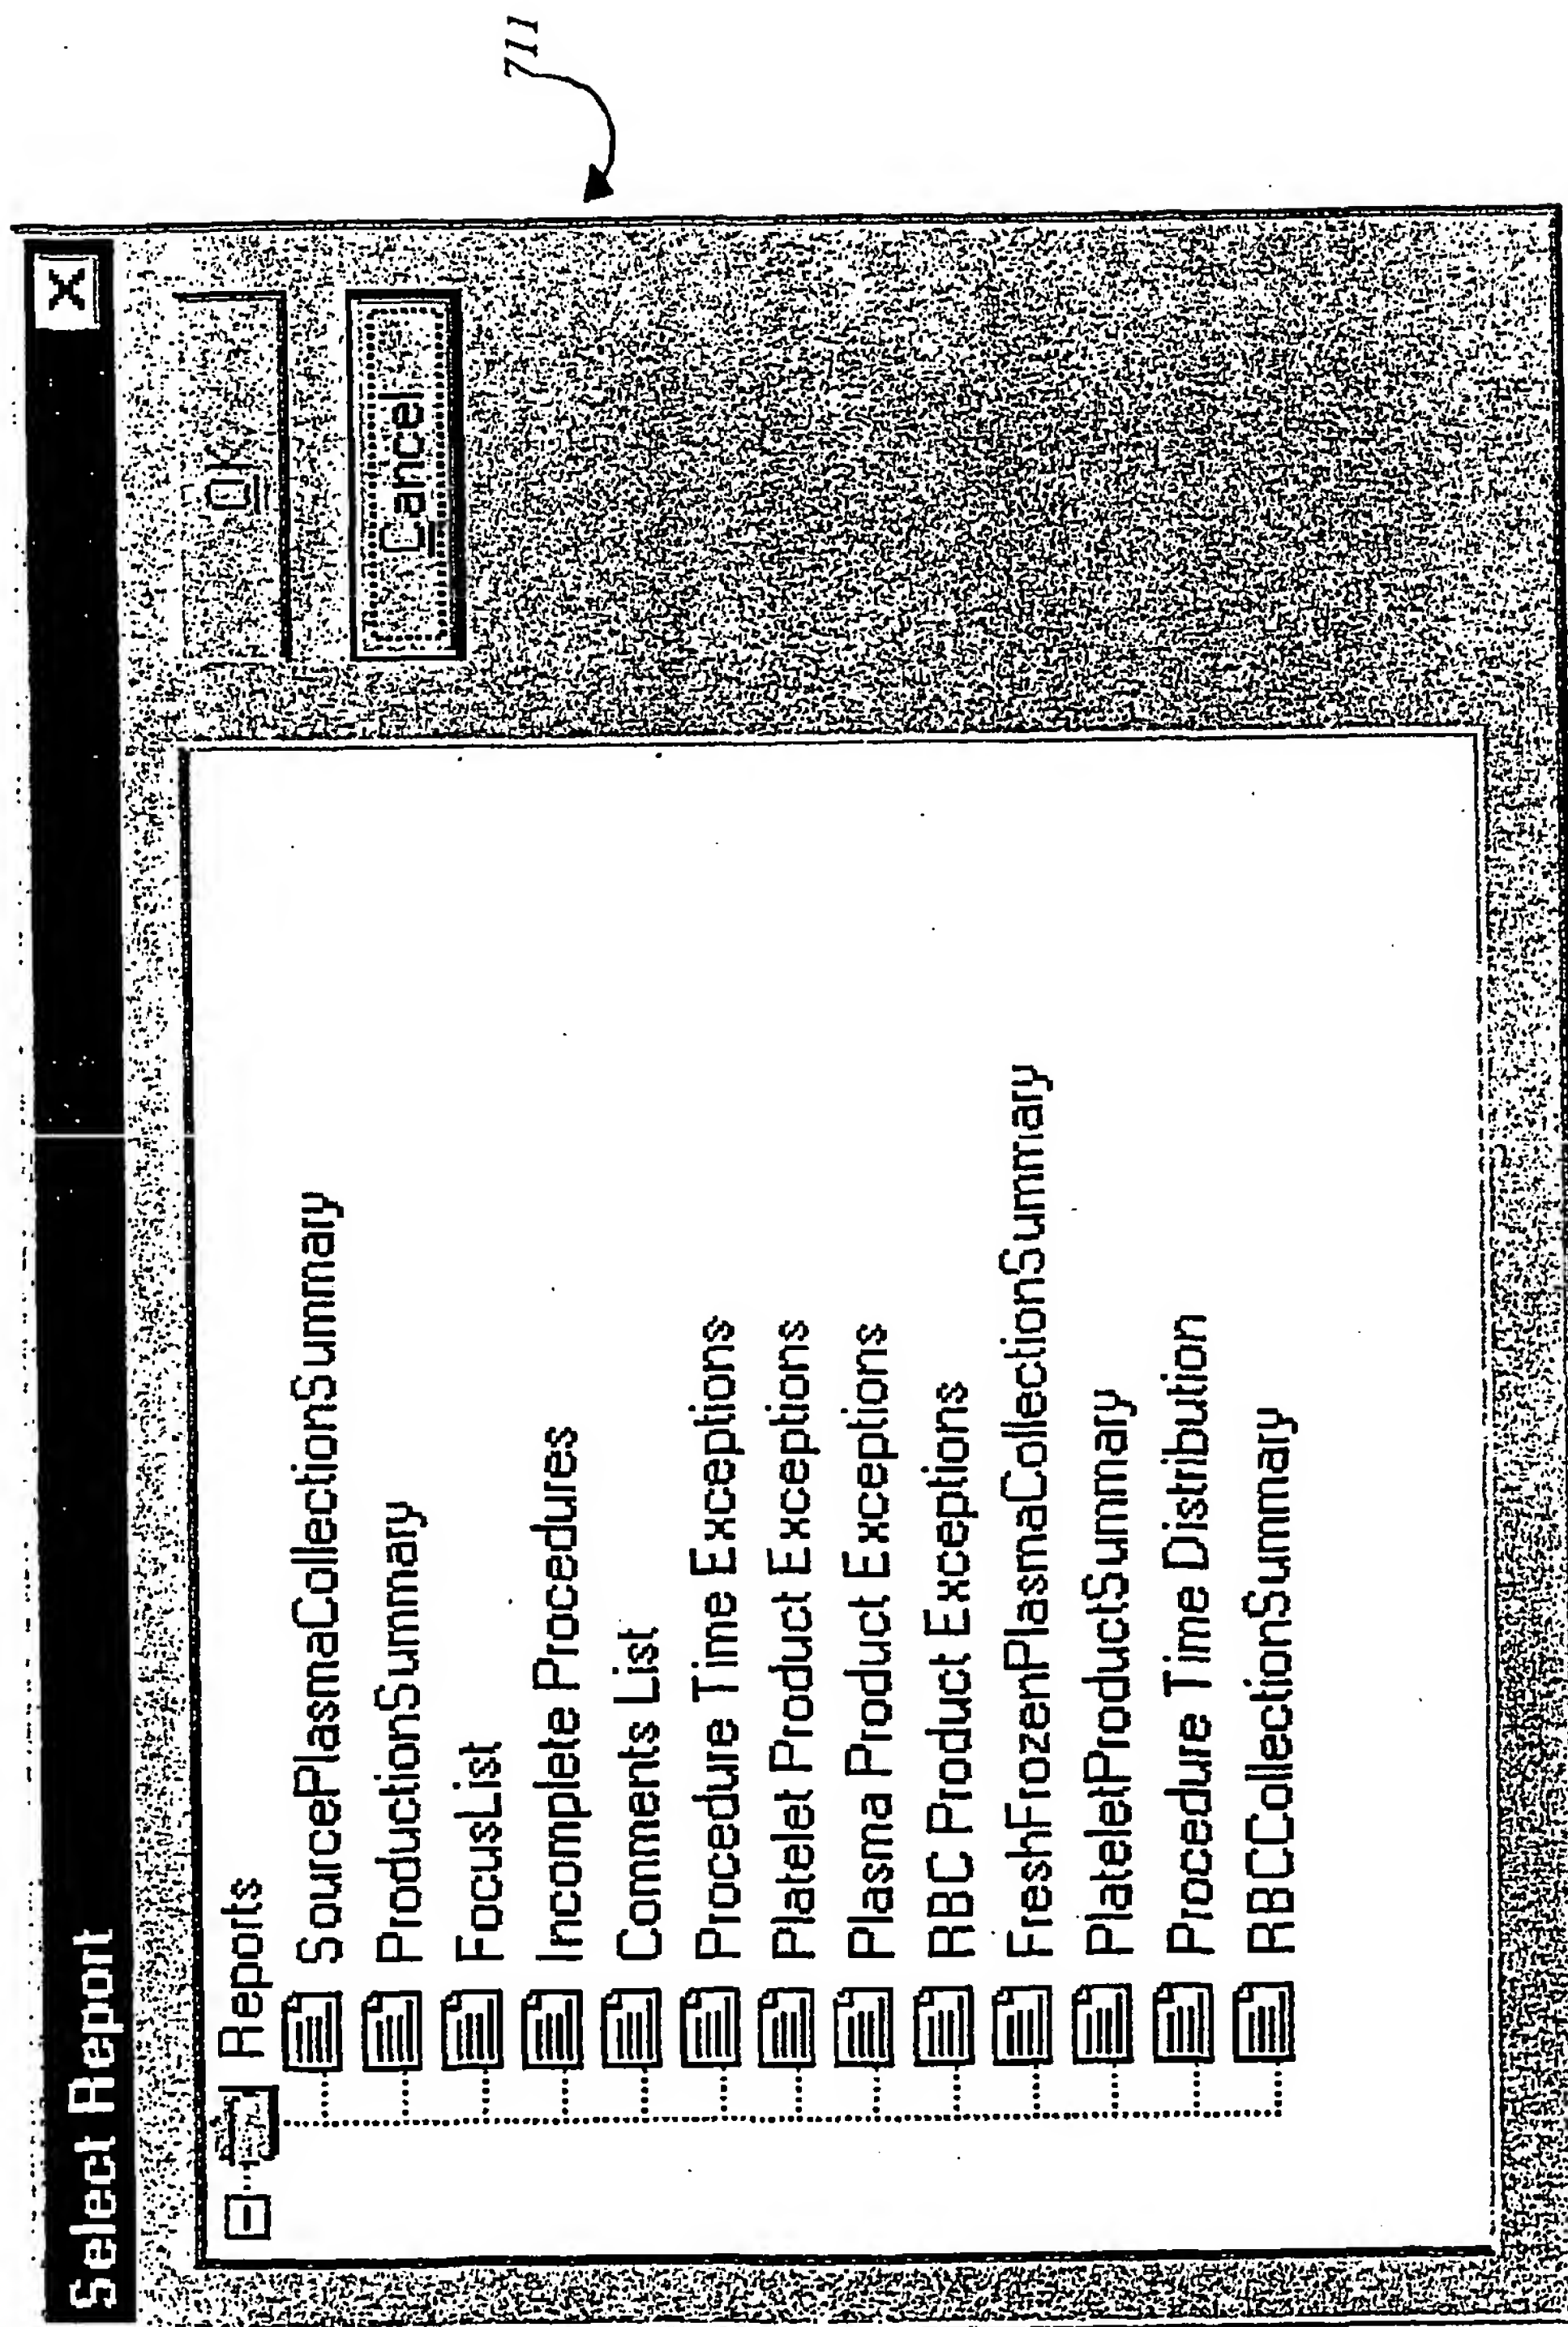 Select Report
X
Reports
SourcePlasmaCollectionSummary
ProductionSummary
FocusList
Incomplete Procedures
Comments List
Procedure Time Exceptions
Platelet Product Exceptions
Plasma Product Exceptions
RBC Product Exceptions
FreshFrozenPlasmaCollectionSummary
PlateletProductSummary
Procedure Time Distribution
RBCCollectionSummary
OK
Cancel
711